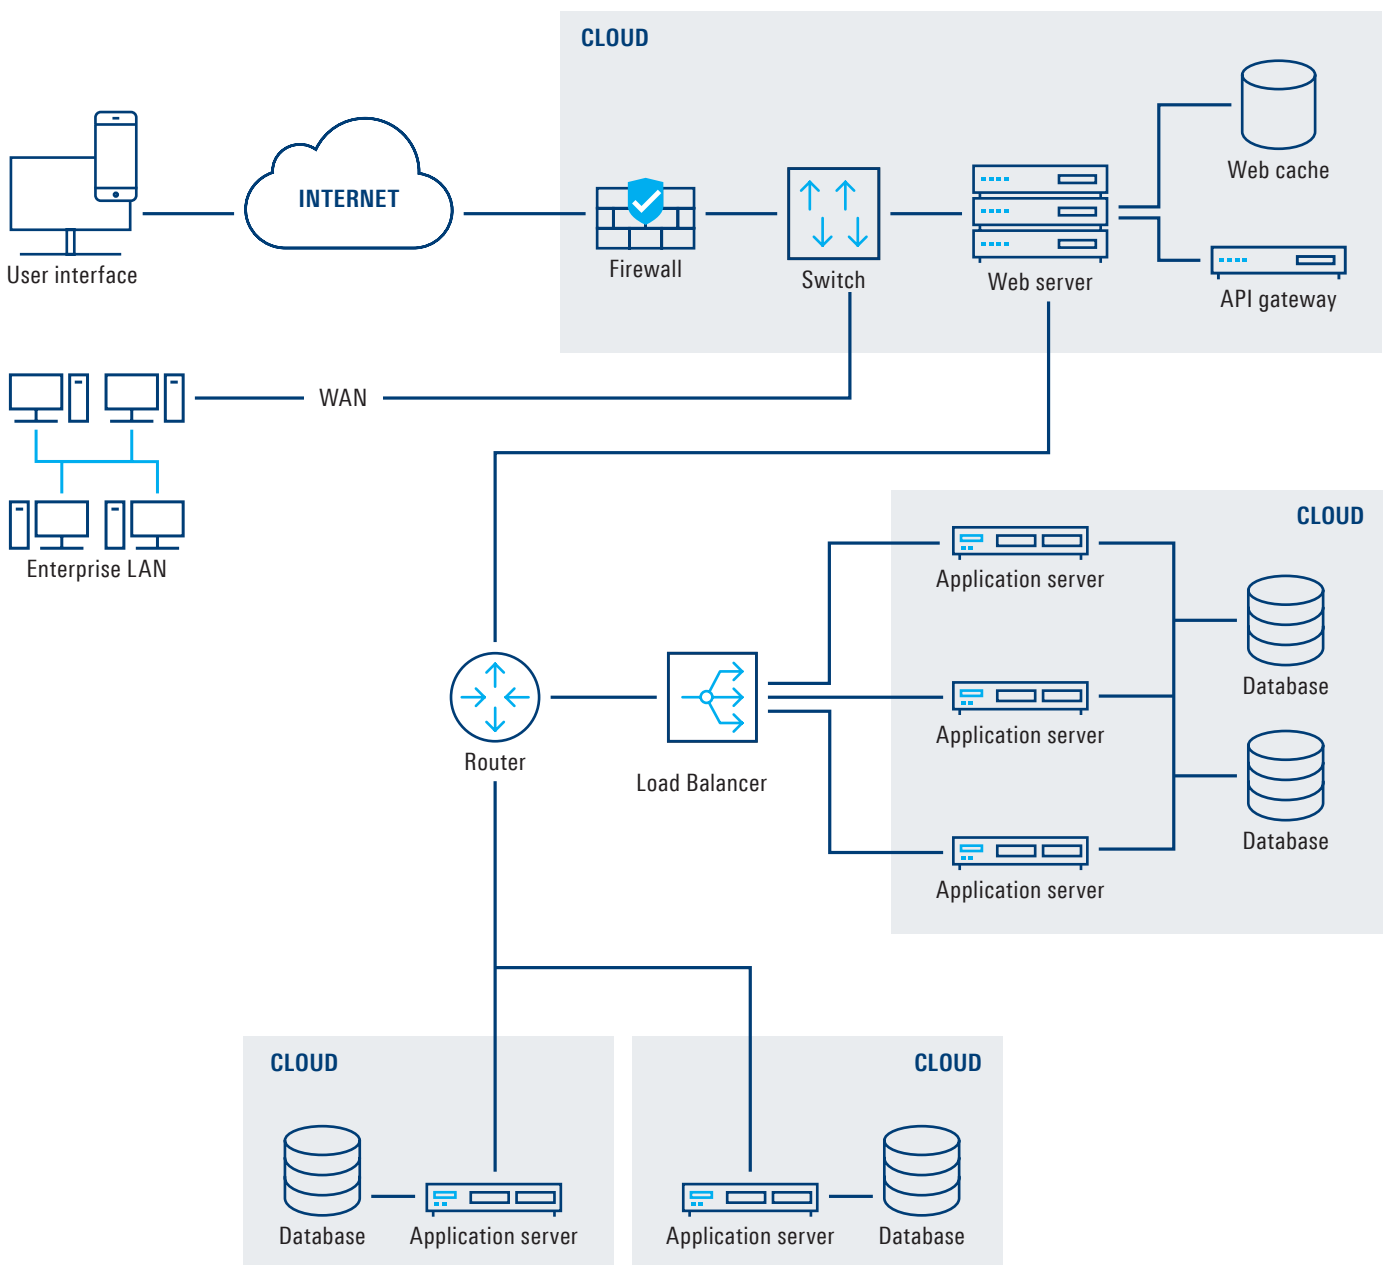 CLOUD
Web cache
INTERNET
User interface
Firewall
Switch
Web server
API gateway
WAN
Enterprise LAN
CLOUD
Application server
Database
Application server
Router
Load Balancer
Database
Application server
CLOUD
CLOUD
Database
Application server
Application server
Database